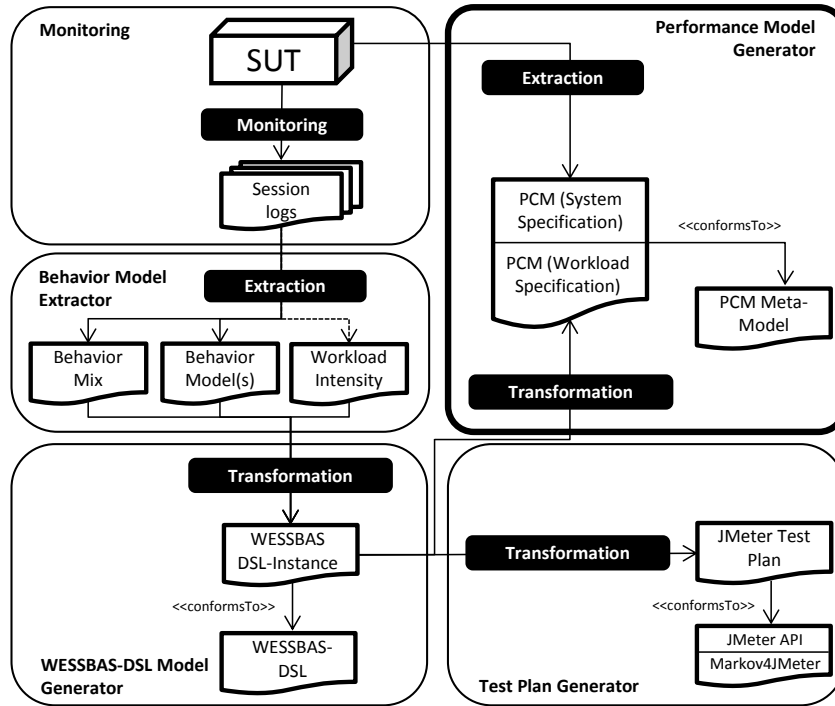 Monitoring
SUT
Monitoring
Session
logs
Performance Model
Generator
Extraction
PCM (System
Specification)
PCM (Workload
Specification)
<<conformsTo>>
PCM Meta-
Model
Transformation
Behavior Model
Extractor
Extraction
Behavior
Mix
Behavior
Model(s)
Workload
Intensity
Transformation
WESSBAS
DSL-Instance
<<conformsTo>>
WESSBAS-
DSL
WESSBAS-DSL Model
Generator
Transformation
JMeter Test
Plan
<<conformsTo>>
JMeter API
Markov4JMeter
Test Plan Generator